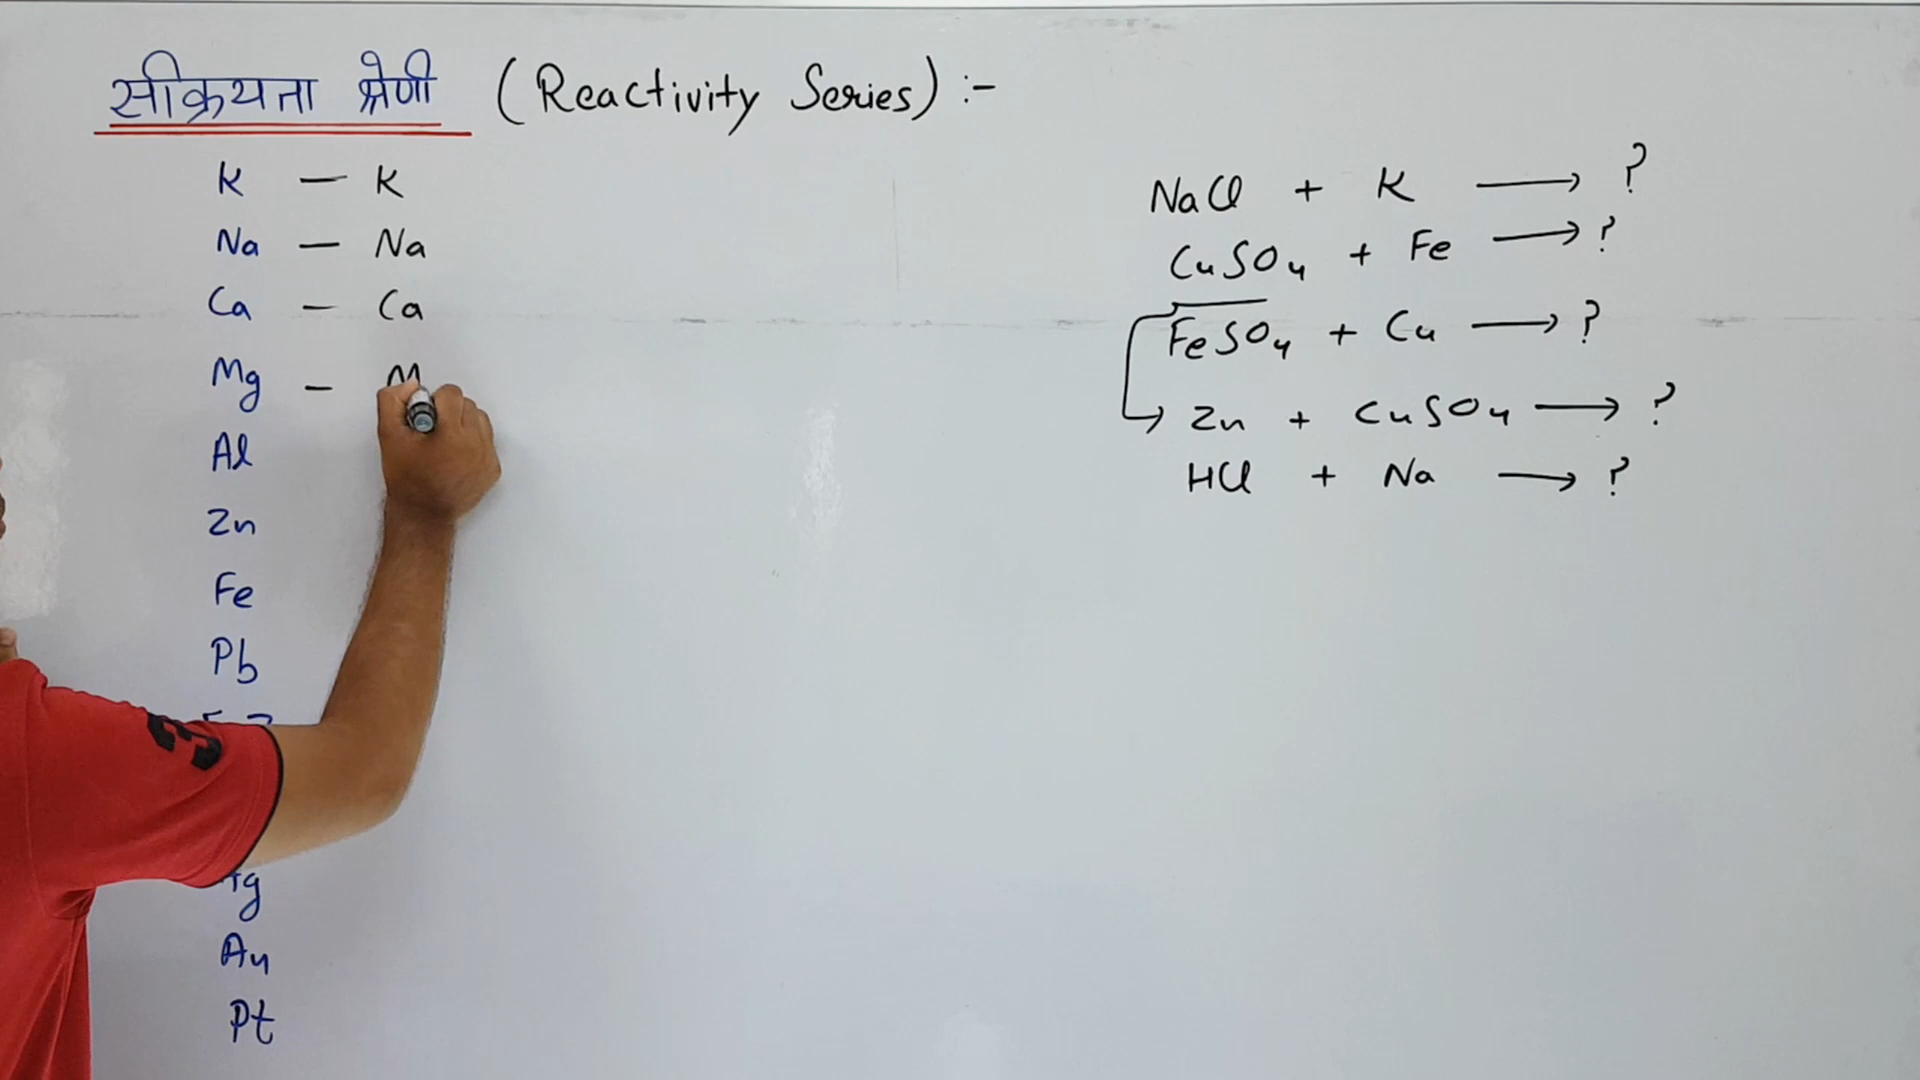 सक्रियता श्रेणी (Reactivity Series) :-
K — K
Na — Na
Ca – Ca
Mg – M
Al
Zn
Fe
Pb
Au
Pt
NaCl + K ⟶ ?
CuSO₄ + Fe ⟶ ?
FeSO₄ + Cu ⟶ ?
Zn + CuSO₄ ⟶ ?
HCl + Na ⟶ ?